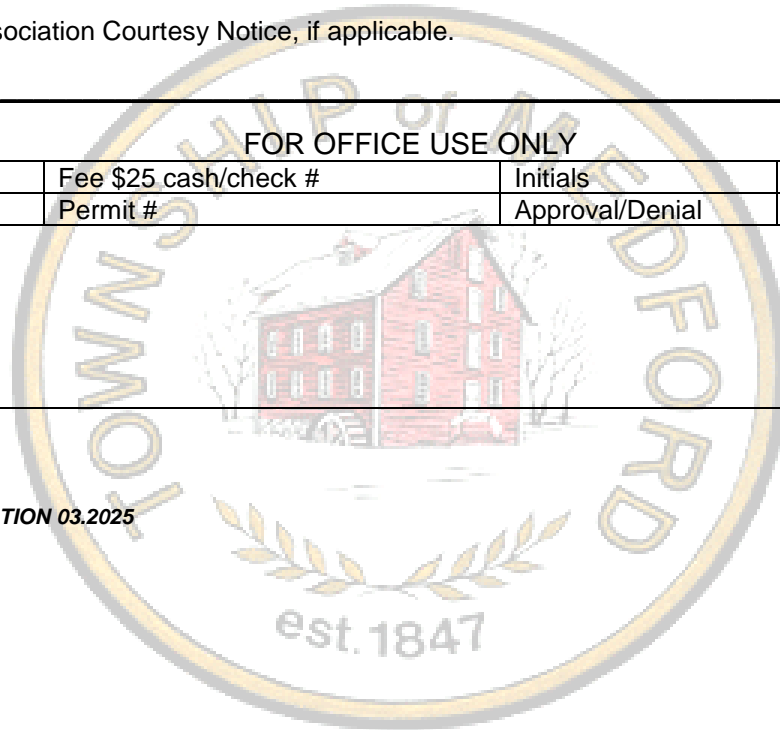 sociation Courtesy Notice, if applicable.
TOWNSHIP of MEDFORD
FOR OFFICE USE ONLY
Fee $25 cash/check # Initials
Permit # Approval/Denial
TION 03.2025
est. 1847